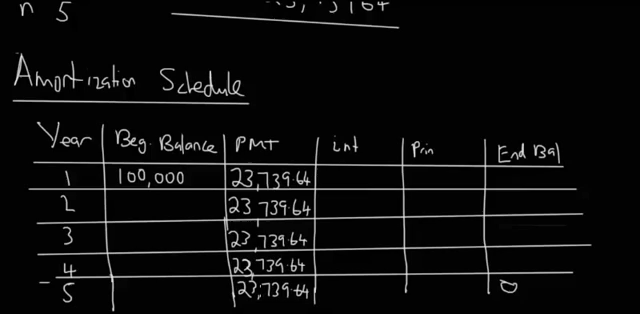 n 5
Amortization Schedule
Year Beg. Balance PMT int Prin End Bal
1 100,000 23,739.64
2 23,739.64
3 23,739.64
4 23,739.64
5 23,739.64 0